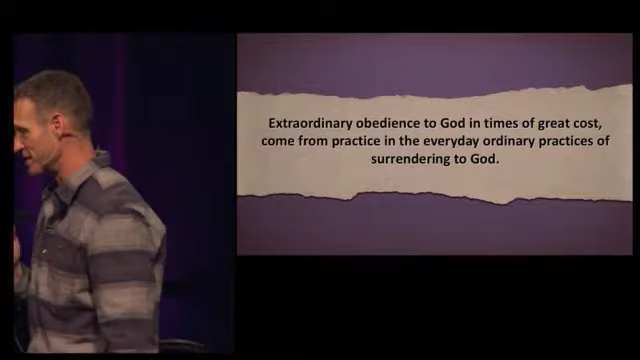 Extraordinary obedience to God in times of great cost,
come from practice in the everyday ordinary practices of
surrendering to God.